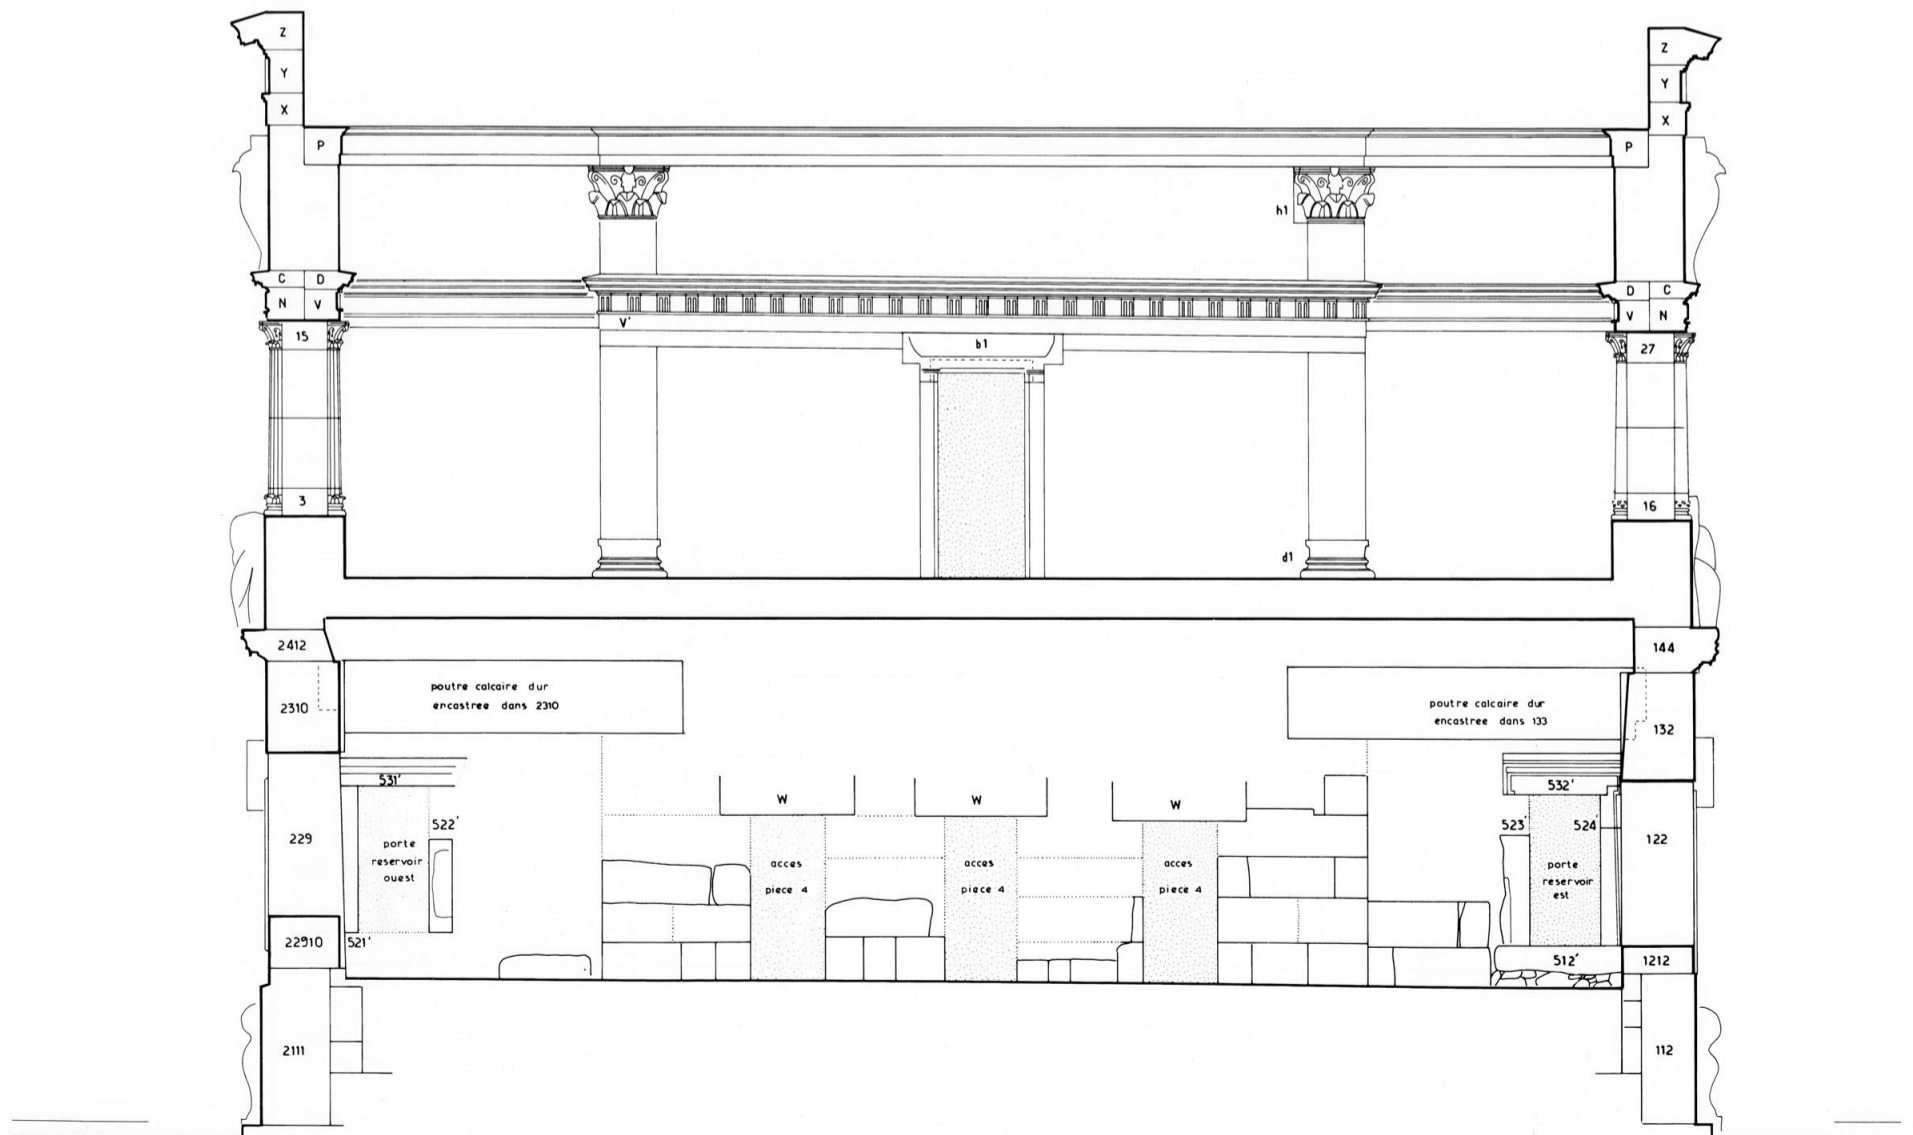 Z
Z
Y
Y
X
X
P
P
h1
C D
D C
N V
V N
V'
15
b1
27
3
16
d1
2412
144
poutre calcaire dur
encastree dans 2310
2310
poutre calcaire dur
encastree dans 133
132
531'
532'
W
W
W
522'
523'
524'
229
porte
reservoir
ouest
acces
piece 4
acces
piece 4
acces
piece 4
porte
reservoir
est
122
22910
521'
512'
1212
2111
112